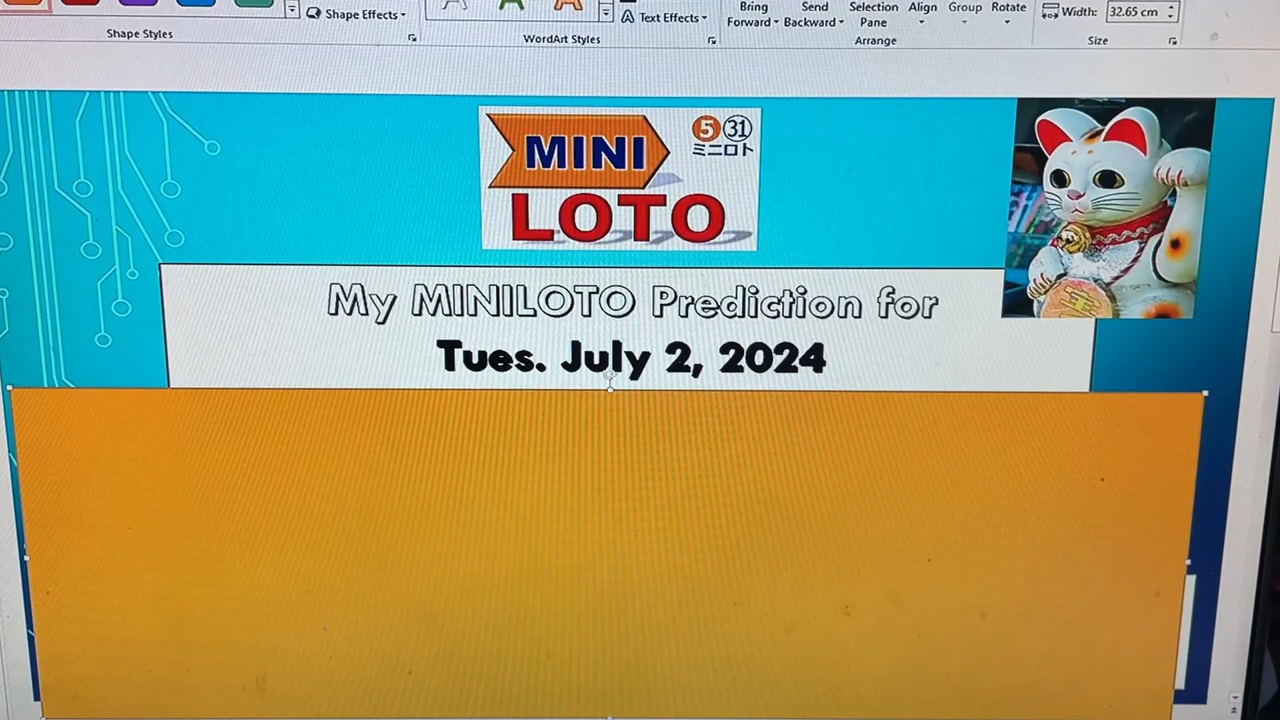 Shape Effects
Shape Styles
Text Effects
WordArt Styles
Bring Forward
Send Backward
Selection Pane
Align
Group
Rotate
Arrange
Width: 32.65 cm
Size
MINI
LOTO
5 31
ミニロト
My MINILOTO Prediction for
Tues. July 2, 2024